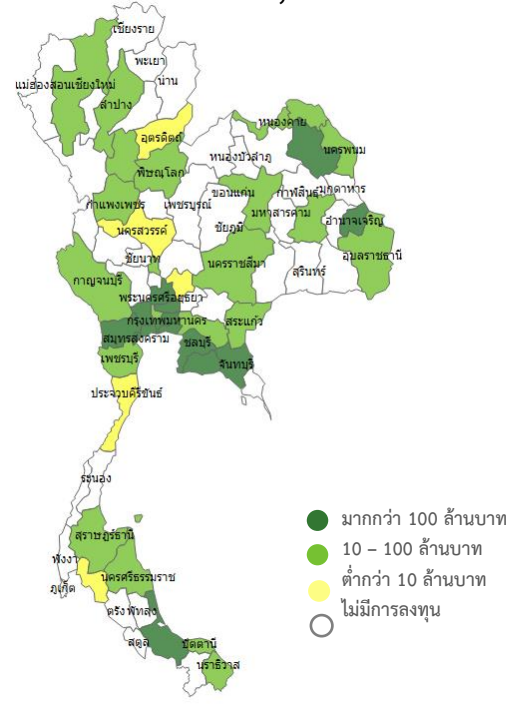 เชียงราย
พะเยา
แม่ฮ่องสอน
เชียงใหม่
น่าน
ลำปาง
อุตรดิตถ์
หนองคาย
นครพนม
หนองบัวลำภู
พิษณุโลก
ขอนแก่น
กาฬสินธุ์
มุกดาหาร
กำแพงเพชร
เพชรบูรณ์
มหาสารคาม
อำนาจเจริญ
นครสวรรค์
ชัยภูมิ
อุบลราชธานี
ชัยนาท
นครราชสีมา
สุรินทร์
กาญจนบุรี
พระนครศรีอยุธยา
กรุงเทพมหานคร
สระแก้ว
สมุทรสงคราม
ชลบุรี
เพชรบุรี
จันทบุรี
ประจวบคีรีขันธ์
ระนอง
สุราษฎร์ธานี
พังงา
นครศรีธรรมราช
ภูเก็ต
ตรัง
พัทลุง
สตูล
ปัตตานี
นราธิวาส
มากกว่า 100 ล้านบาท
10 – 100 ล้านบาท
ต่ำกว่า 10 ล้านบาท
ไม่มีการลงทุน